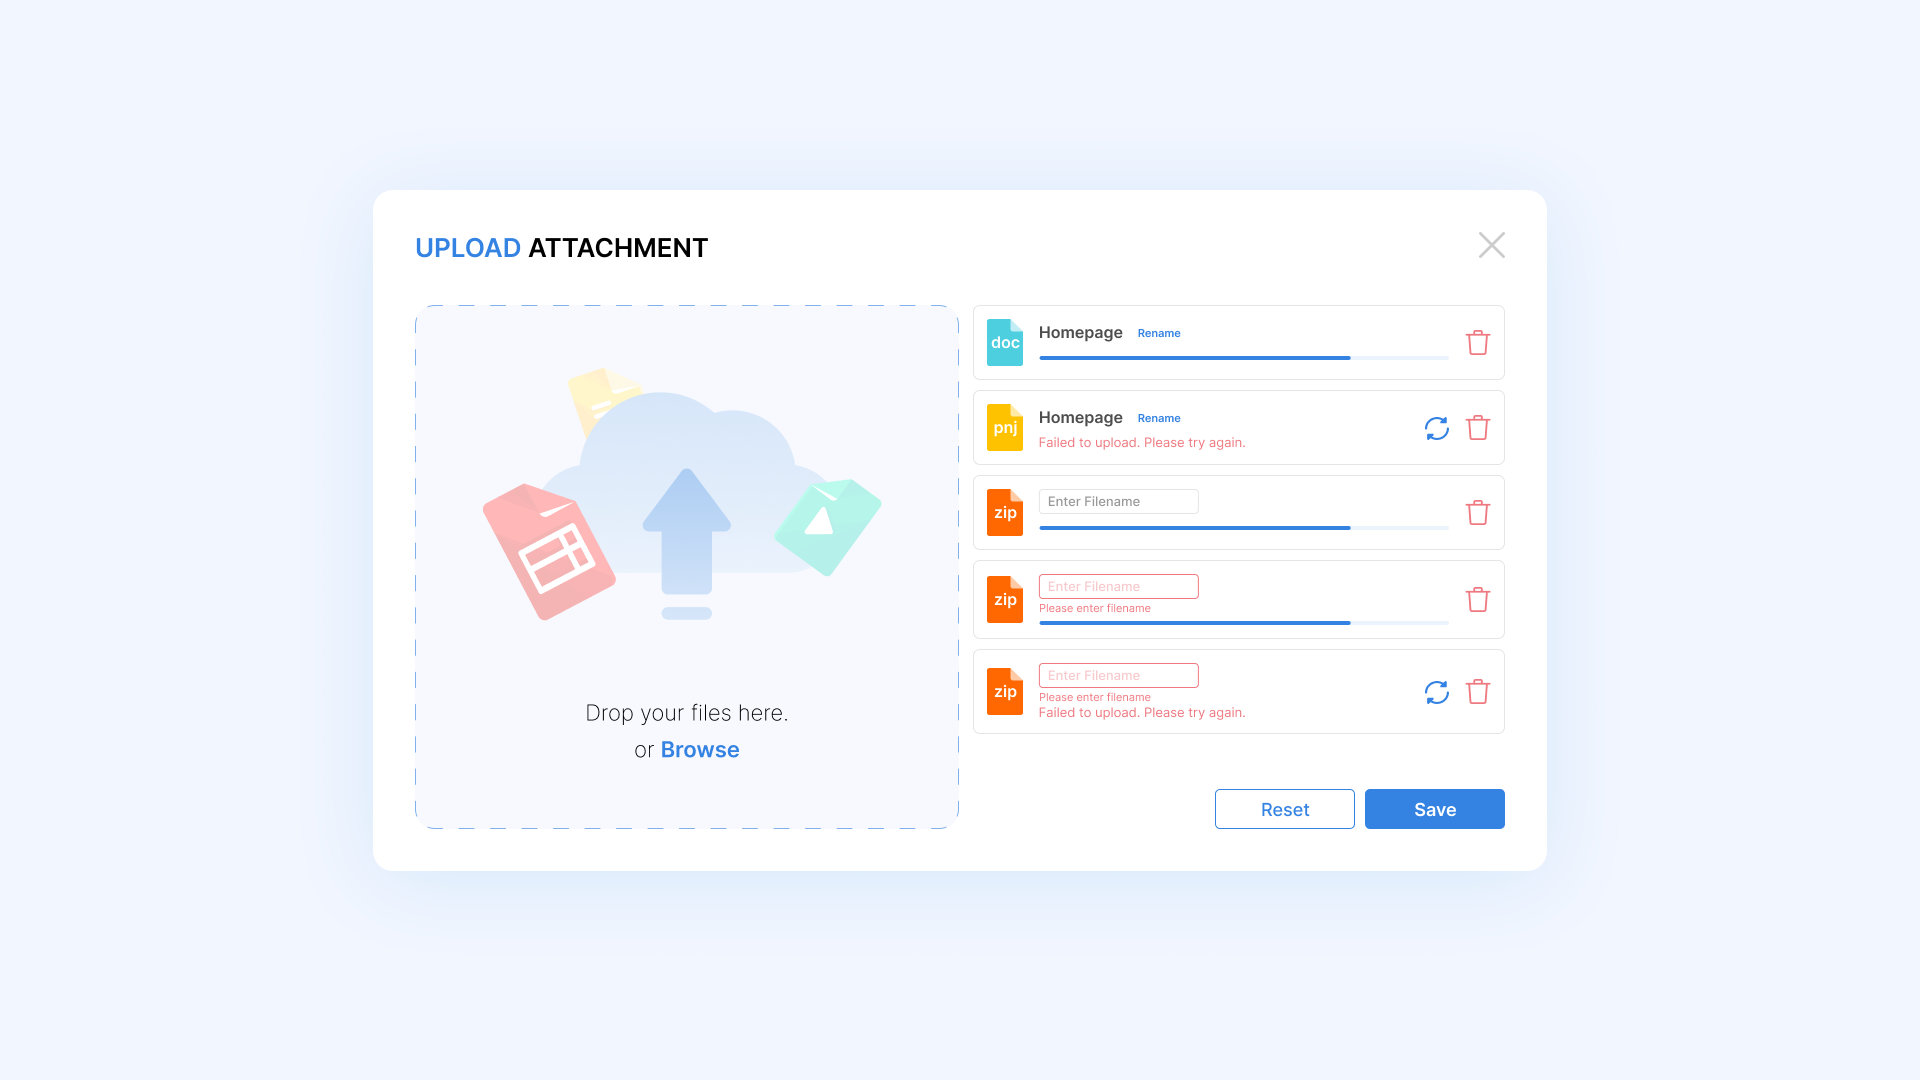 UPLOAD ATTACHMENT
Drop your files here.
or Browse
doc
Homepage Rename
pnj
Homepage Rename
Failed to upload. Please try again.
zip
Enter Filename
zip
Enter Filename
Please enter filename
zip
Enter Filename
Please enter filename
Failed to upload. Please try again.
Reset Save